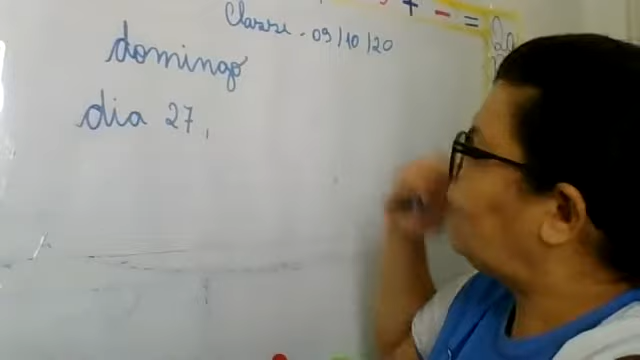 + - =
Classe - 09/10/20
domingo
dia 27,